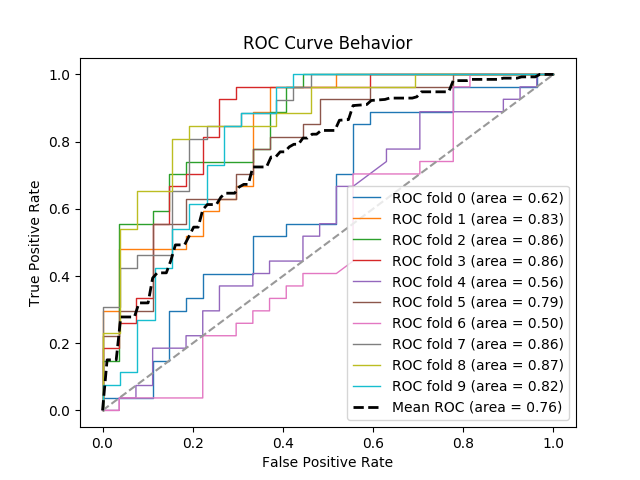 ROC Curve Behavior
True Positive Rate
1.0
0.8
0.6
0.4
0.2
0.0
ROC fold 0 (area = 0.62)
ROC fold 1 (area = 0.83)
ROC fold 2 (area = 0.86)
ROC fold 3 (area = 0.86)
ROC fold 4 (area = 0.56)
ROC fold 5 (area = 0.79)
ROC fold 6 (area = 0.50)
ROC fold 7 (area = 0.86)
ROC fold 8 (area = 0.87)
ROC fold 9 (area = 0.82)
Mean ROC (area = 0.76)
0.0 0.2 0.4 0.6 0.8 1.0
False Positive Rate